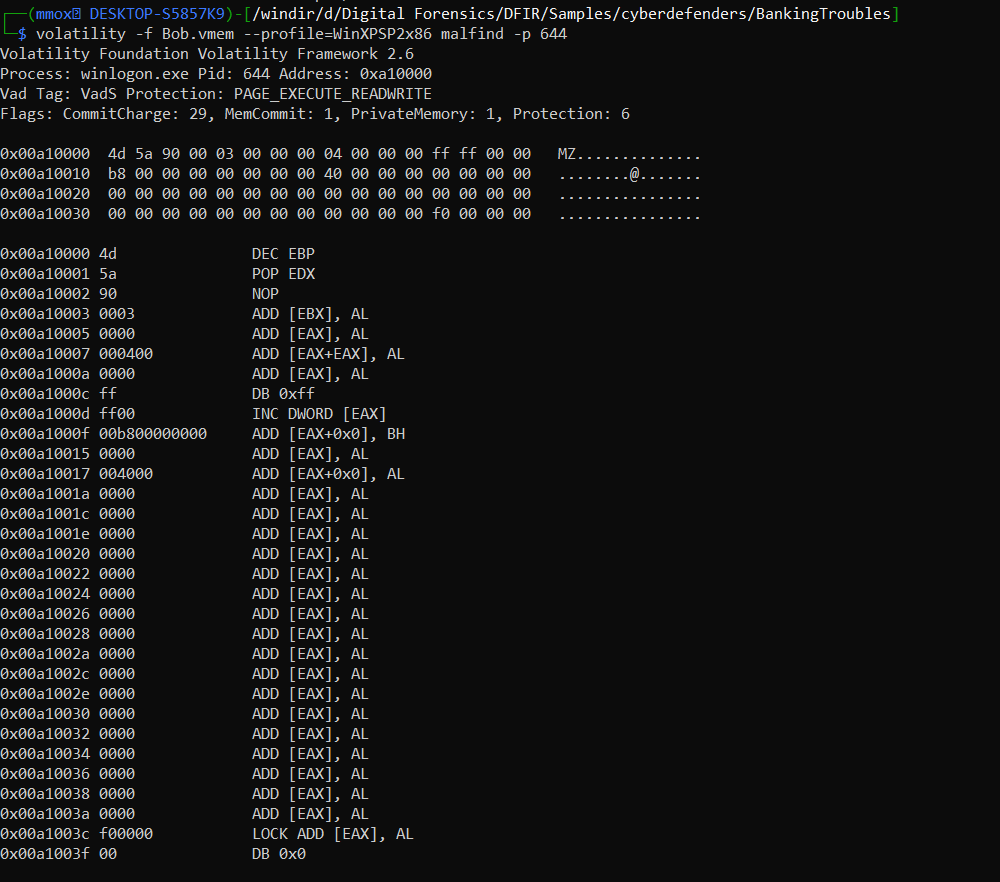 ┌──(mmox㉿ DESKTOP-S5857K9)-[/windir/d/Digital Forensics/DFIR/Samples/cyberdefenders/BankingTroubles]
└─$ volatility -f Bob.vmem --profile=WinXPSP2x86 malfind -p 644
Volatility Foundation Volatility Framework 2.6
Process: winlogon.exe Pid: 644 Address: 0xa10000
Vad Tag: VadS Protection: PAGE_EXECUTE_READWRITE
Flags: CommitCharge: 29, MemCommit: 1, PrivateMemory: 1, Protection: 6
0x00a10000  4d 5a 90 00 03 00 00 00 04 00 00 00 ff ff 00 00   MZ..............
0x00a10010  b8 00 00 00 00 00 00 00 40 00 00 00 00 00 00 00   ........@.......
0x00a10020  00 00 00 00 00 00 00 00 00 00 00 00 00 00 00 00   ................
0x00a10030  00 00 00 00 00 00 00 00 00 00 00 00 f0 00 00 00   ................
0x00a10000 4d               DEC EBP
0x00a10001 5a               POP EDX
0x00a10002 90               NOP
0x00a10003 0003             ADD [EBX], AL
0x00a10005 0000             ADD [EAX], AL
0x00a10007 000400           ADD [EAX+EAX], AL
0x00a1000a 0000             ADD [EAX], AL
0x00a1000c ff               DB 0xff
0x00a1000d ff00             INC DWORD [EAX]
0x00a1000f 00b800000000     ADD [EAX+0x0], BH
0x00a10015 0000             ADD [EAX], AL
0x00a10017 004000           ADD [EAX+0x0], AL
0x00a1001a 0000             ADD [EAX], AL
0x00a1001c 0000             ADD [EAX], AL
0x00a1001e 0000             ADD [EAX], AL
0x00a10020 0000             ADD [EAX], AL
0x00a10022 0000             ADD [EAX], AL
0x00a10024 0000             ADD [EAX], AL
0x00a10026 0000             ADD [EAX], AL
0x00a10028 0000             ADD [EAX], AL
0x00a1002a 0000             ADD [EAX], AL
0x00a1002c 0000             ADD [EAX], AL
0x00a1002e 0000             ADD [EAX], AL
0x00a10030 0000             ADD [EAX], AL
0x00a10032 0000             ADD [EAX], AL
0x00a10034 0000             ADD [EAX], AL
0x00a10036 0000             ADD [EAX], AL
0x00a10038 0000             ADD [EAX], AL
0x00a1003a 0000             ADD [EAX], AL
0x00a1003c f00000           LOCK ADD [EAX], AL
0x00a1003f 00               DB 0x0